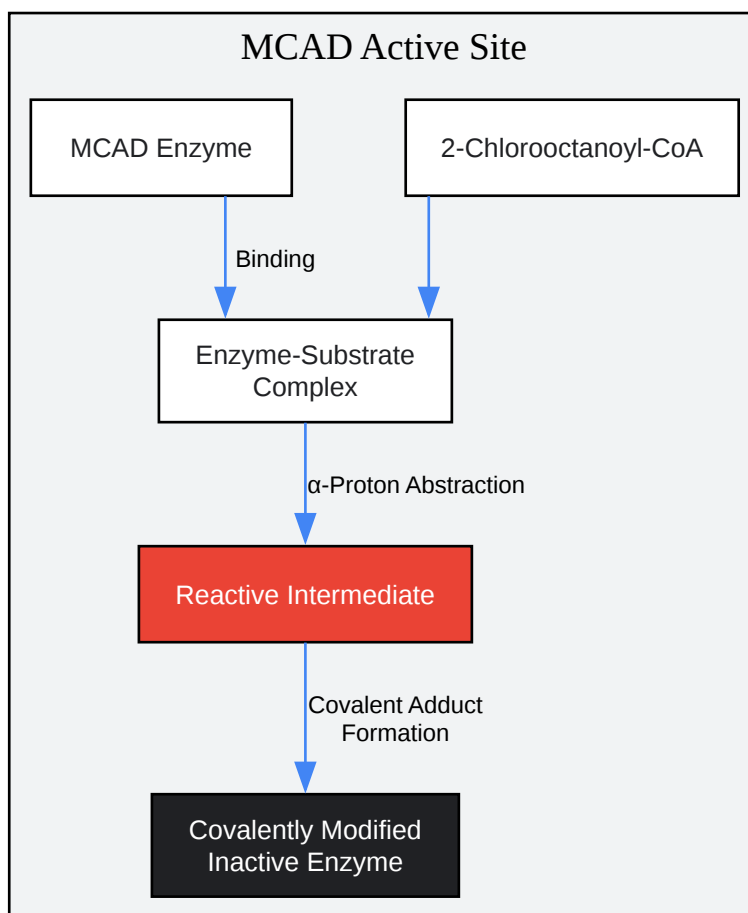 MCAD Active Site
MCAD Enzyme
2-Chlorooctanoyl-CoA
Binding
Enzyme-Substrate
Complex
α-Proton Abstraction
Reactive Intermediate
Covalent Adduct
Formation
Covalently Modified
Inactive Enzyme